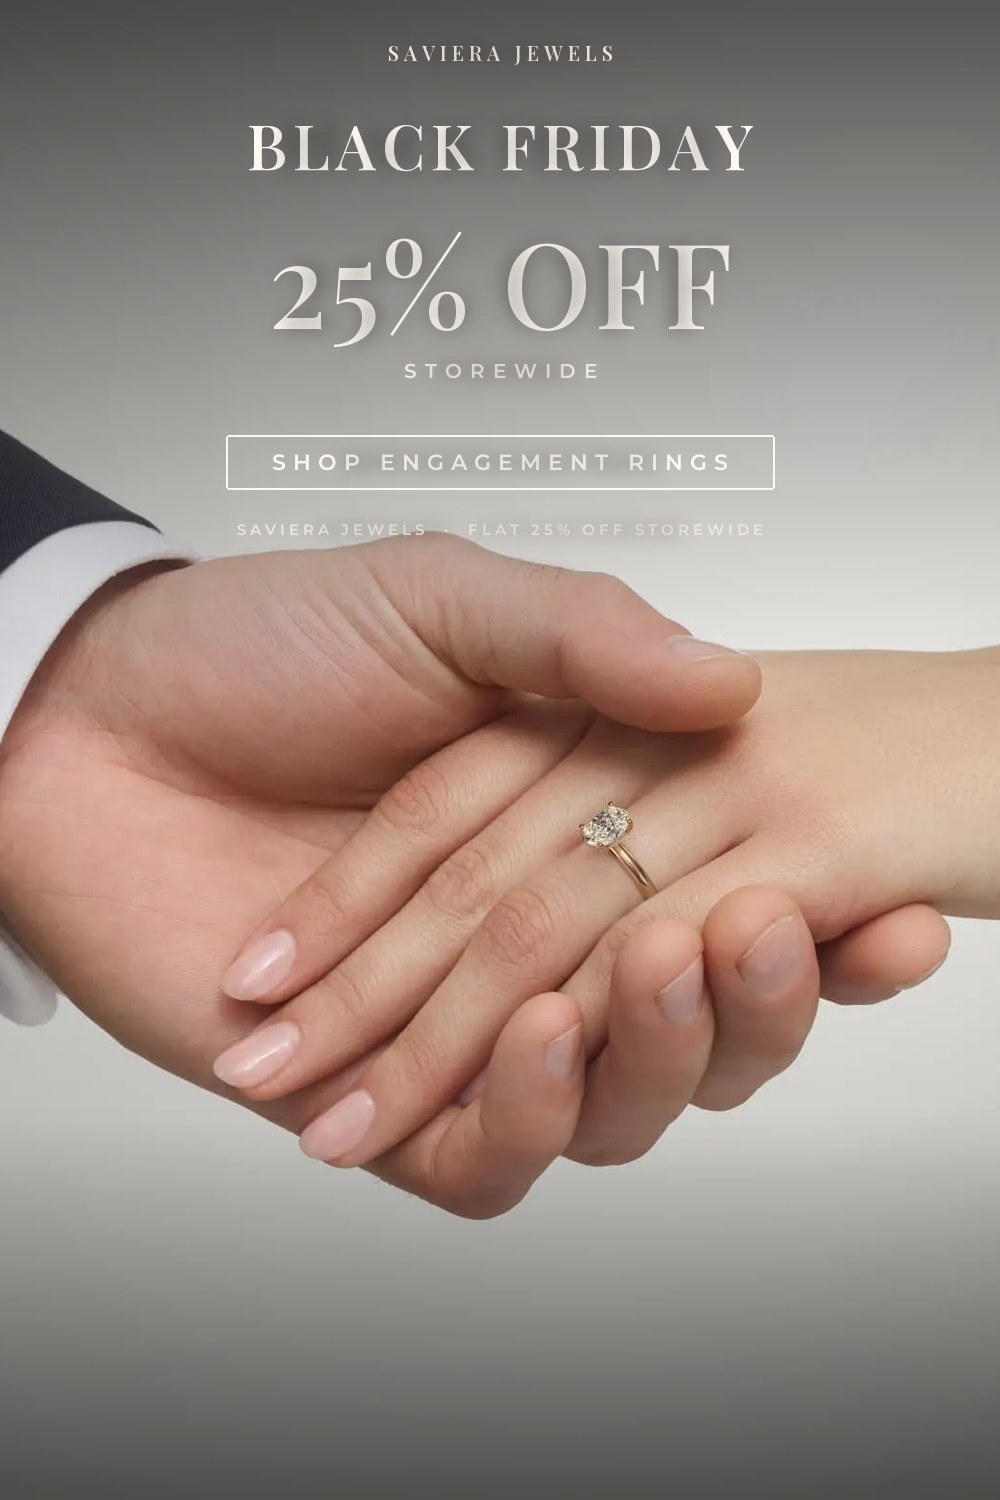 SAVIERA JEWELS
BLACK FRIDAY
25% OFF
STOREWIDE
SHOP ENGAGEMENT RINGS
SAVIERA JEWELS · FLAT 25% OFF STOREWIDE